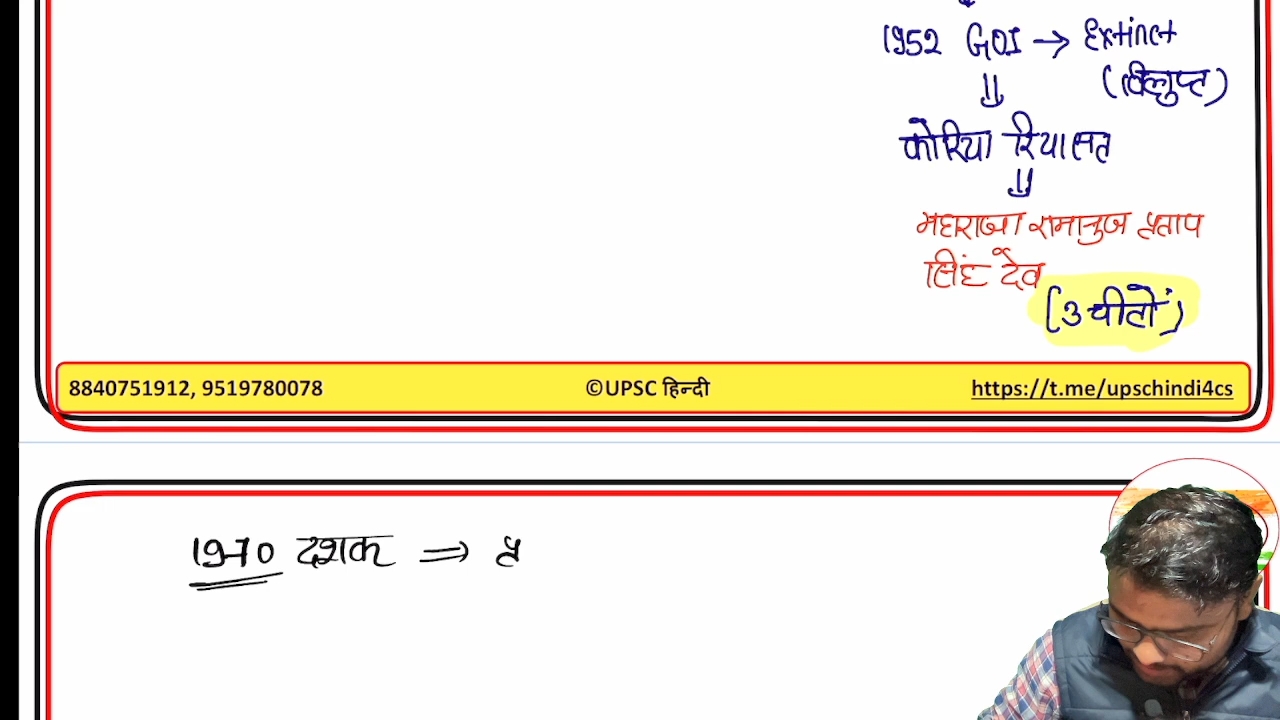 1952 GOI → Extinct
(विलुप्त)
कोरिया रियासत
महाराजा रामानुज प्रताप
सिंह देव
(3 चीतों)
8840751912, 9519780078
©UPSC हिन्दी
https://t.me/upschindi4cs
1970 दशक ⇒ प्र